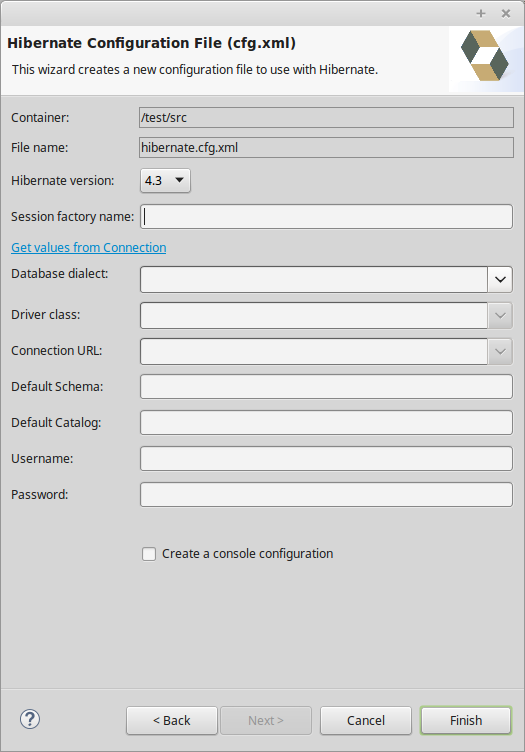 Hibernate Configuration File (cfg.xml)
This wizard creates a new configuration file to use with Hibernate.
Container: /test/src
File name: hibernate.cfg.xml
Hibernate version: 4.3
Session factory name:
Get values from Connection
Database dialect:
Driver class:
Connection URL:
Default Schema:
Default Catalog:
Username:
Password:
Create a console configuration
? < Back Next > Cancel Finish